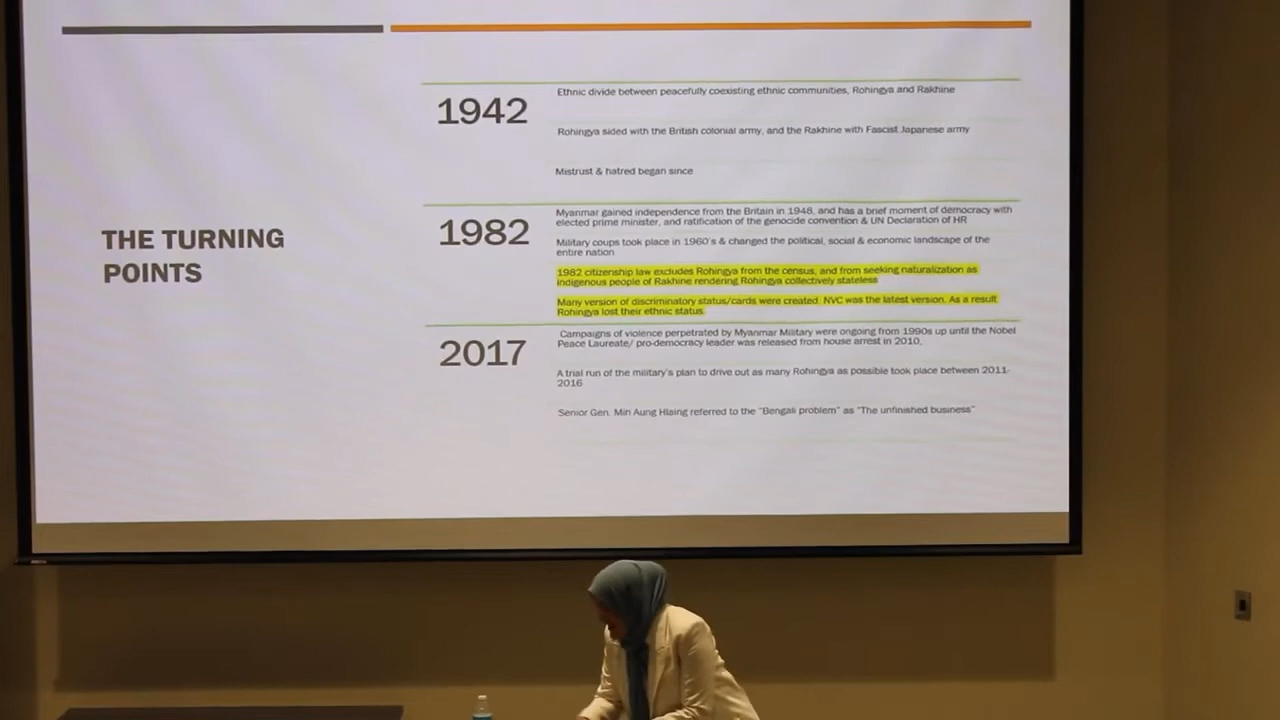 THE TURNING
POINTS
1942
Ethnic divide between peacefully coexisting ethnic communities, Rohingya and Rakhine
Rohingya sided with the British colonial army, and the Rakhine with Fascist Japanese army
Mistrust & hatred began since
1982
Myanmar gained independence from the Britain in 1948, and has a brief moment of democracy with
elected prime minister, and ratification of the genocide convention & UN Declaration of HR
Military coups took place in 1960's & changed the political, social & economic landscape of the
entire nation
1982 citizenship law excludes Rohingya from the census, and from seeking naturalization as
indigenous people of Rakhine rendering Rohingya collectively stateless
Many version of discriminatory status/cards were created. NVC was the latest version. As a result
Rohingya lost their ethnic status.
2017
Campaigns of violence perpetrated by Myanmar Military were ongoing from 1990s up until the Nobel
Peace Laureate/ pro-democracy leader was released from house arrest in 2010,
A trial run of the military's plan to drive out as many Rohingya as possible took place between 2011-
2016
Senior Gen. Min Aung Hlaing referred to the "Bengali problem" as "The unfinished business"